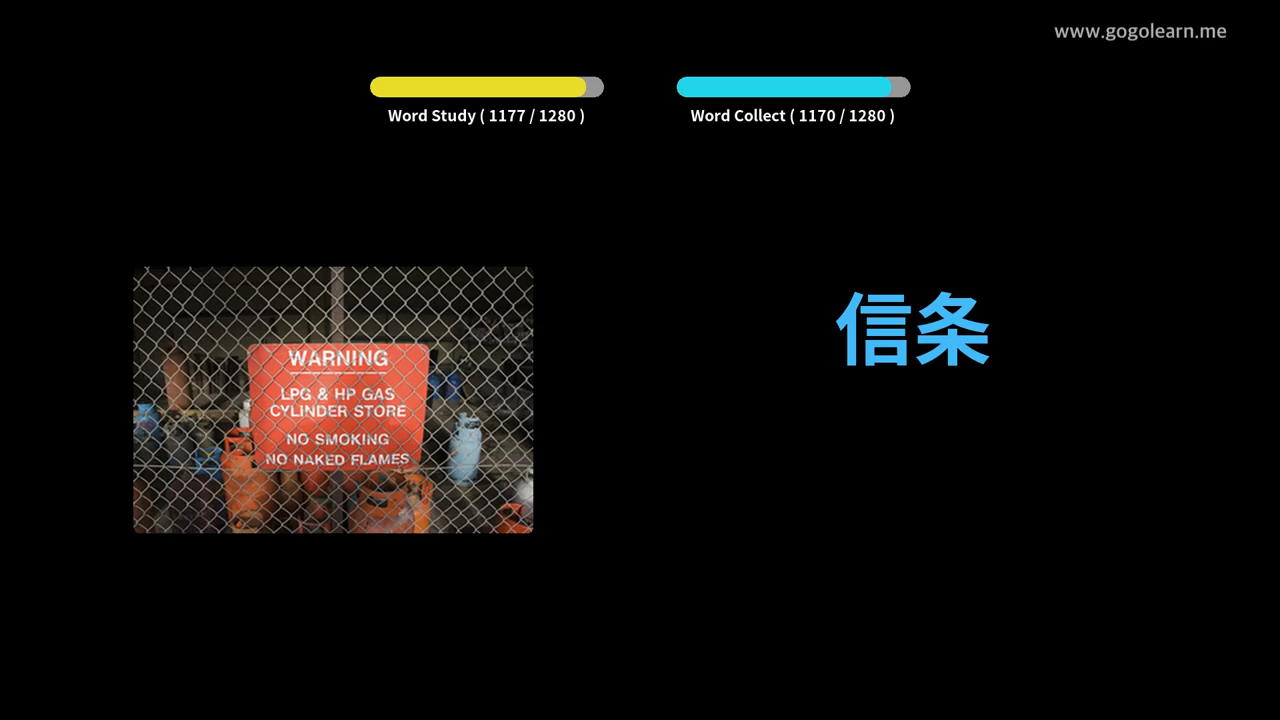 www.gogolearn.me
Word Study ( 1177 / 1280 )
Word Collect ( 1170 / 1280 )
WARNING
LPG & HP GAS
CYLINDER STORE
NO SMOKING
NO NAKED FLAMES
信条